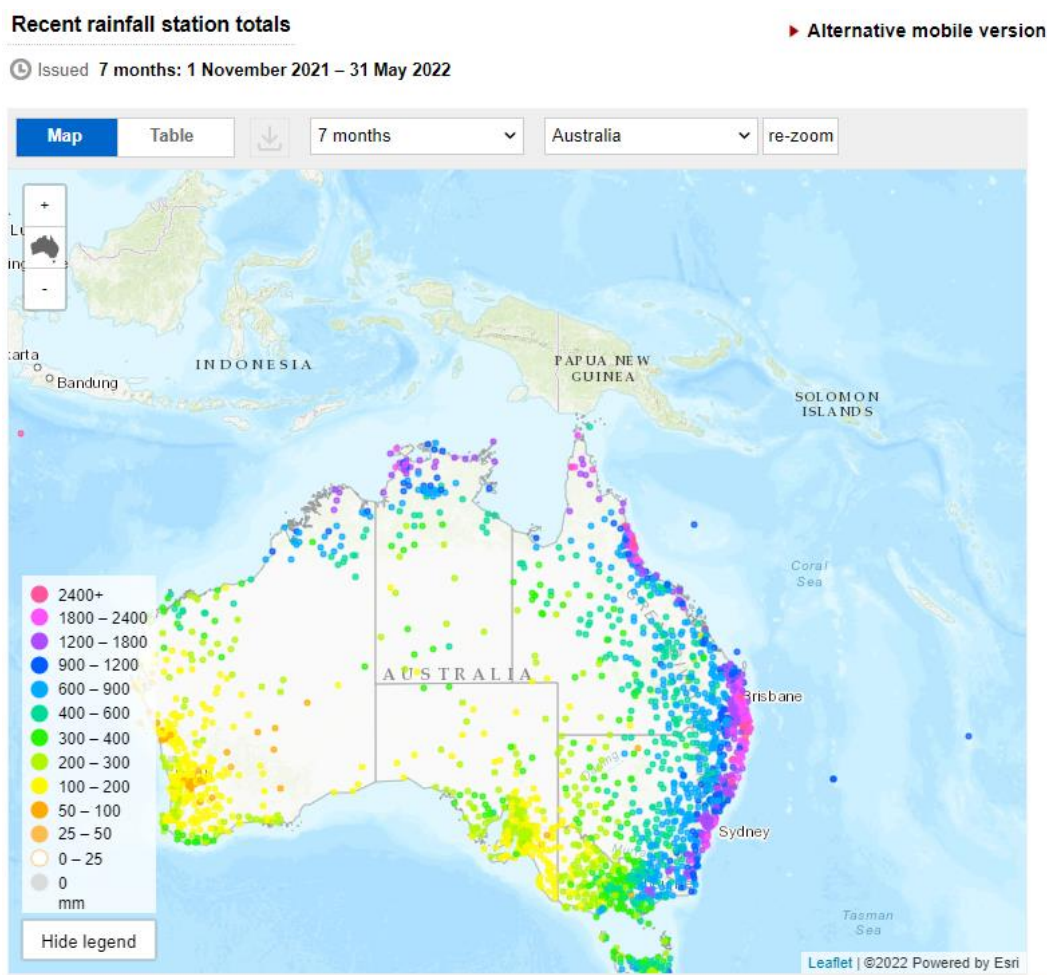 Recent rainfall station totals
Alternative mobile version
Issued 7 months: 1 November 2021 – 31 May 2022
Map
Table
7 months
Australia
re-zoom
+
-
Bandung
INDONESIA
PAPUA NEW
GUINEA
SOLOMON
ISLANDS
Coral
Sea
AUSTRALIA
Brisbane
Sydney
Tasman
Sea
2400+
1800 – 2400
1200 – 1800
900 – 1200
600 – 900
400 – 600
300 – 400
200 – 300
100 – 200
50 – 100
25 – 50
0 – 25
0
mm
Hide legend
Leaflet | ©2022 Powered by Esri